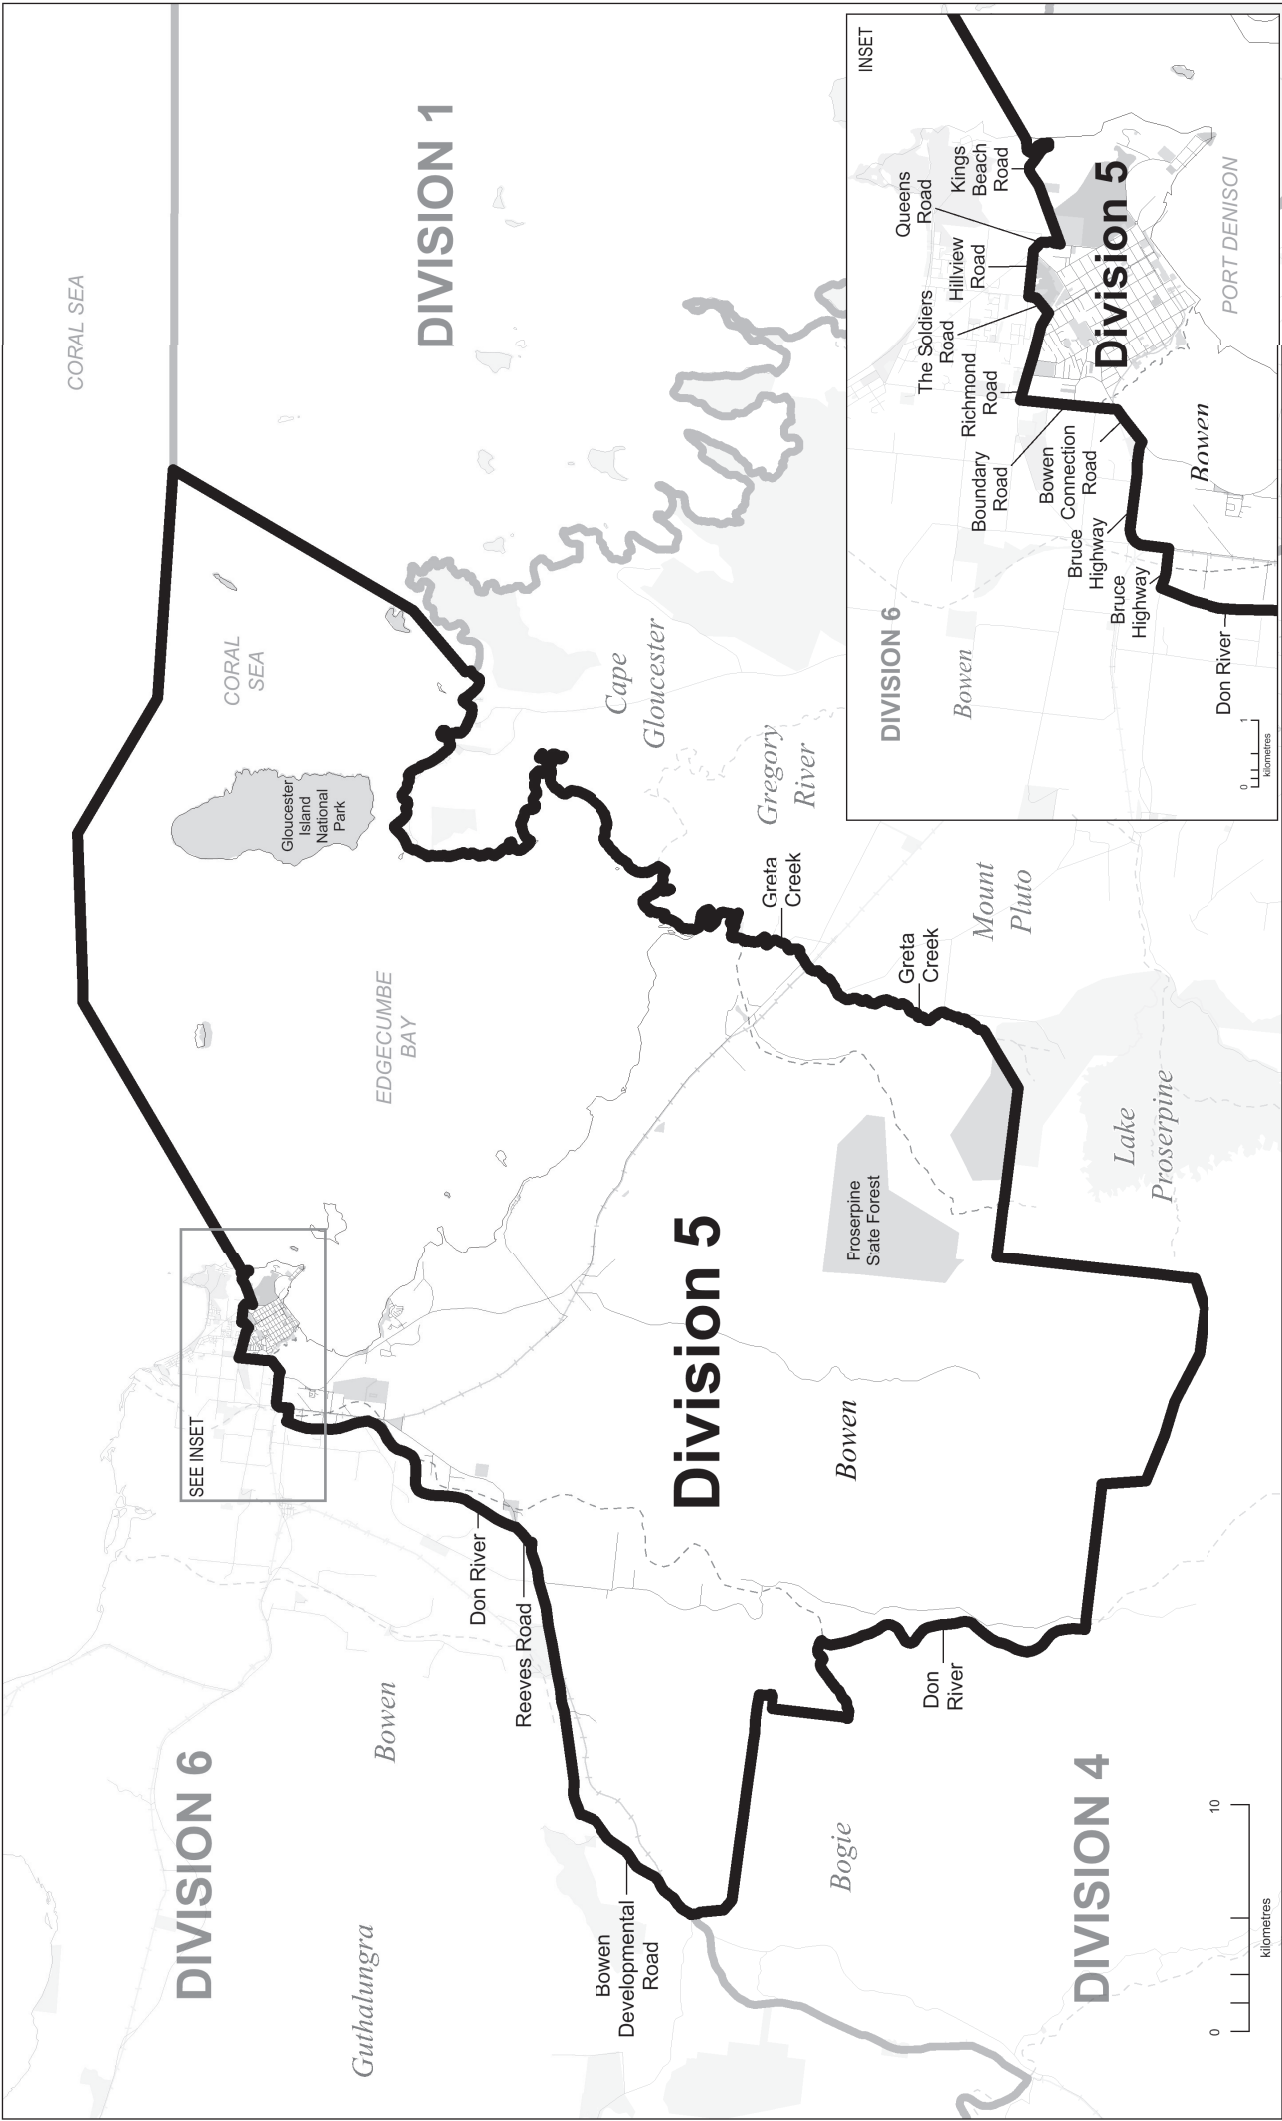 CORAL SEA
DIVISION 1
DIVISION 6
CORAL
SEA
Gloucester
Island
National
Park
EDGECUMBE
BAY
SEE INSET
Guthalungra
Bowen
Don River
Reeves Road
Bowen
Developmental
Road
Cape
Gloucester
Gregory
River
Greta
Creek
Greta
Creek
Mount
Pluto
Lake
Proserpine
Proserpine
State Forest
Division 5
Bowen
Don
River
Bogie
DIVISION 4
0
10
kilometres
INSET
DIVISION 6
Bowen
Queens
Road
Kings
Beach
Road
Hillview
Road
The Soldiers
Road
Richmond
Road
Boundary
Road
Bowen
Connection
Road
Bruce
Highway
Bruce
Highway
Don River
Division 5
PORT DENISON
Bowen
0
1
kilometres